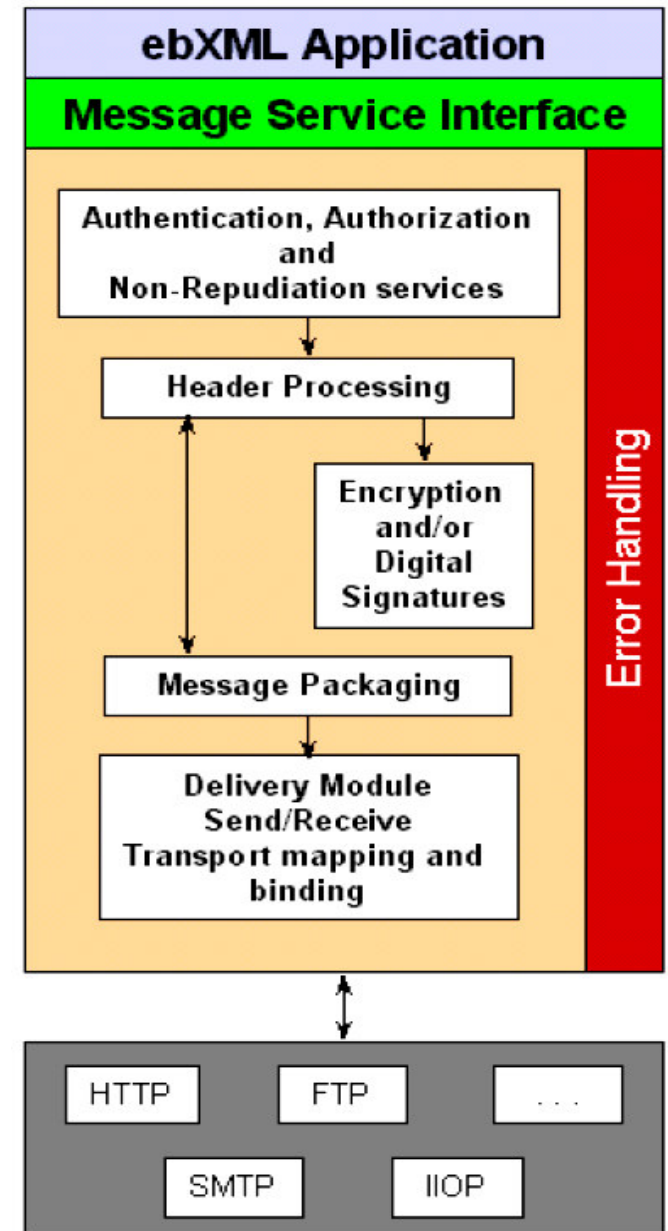 ebXML Application
Message Service Interface
Authentication, Authorization
and
Non-Repudiation services
Header Processing
Encryption
and/or
Digital
Signatures
Message Packaging
Delivery Module
Send/Receive
Transport mapping and
binding
Error Handling
HTTP
FTP
. . .
SMTP
IIOP